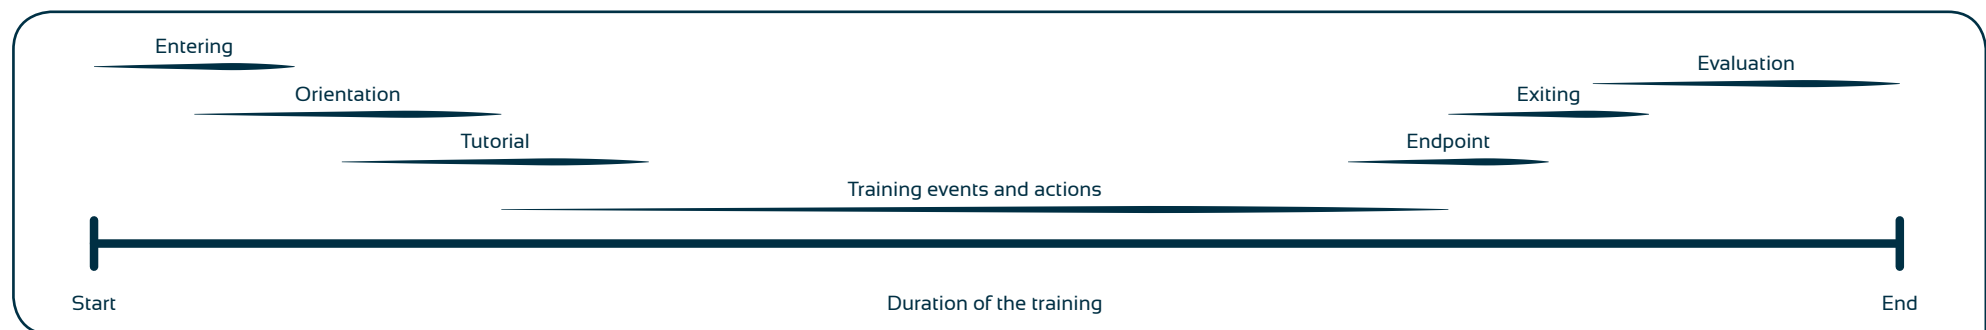 Entering
Orientation
Tutorial
Training events and actions
Endpoint
Exiting
Evaluation
Start
Duration of the training
End